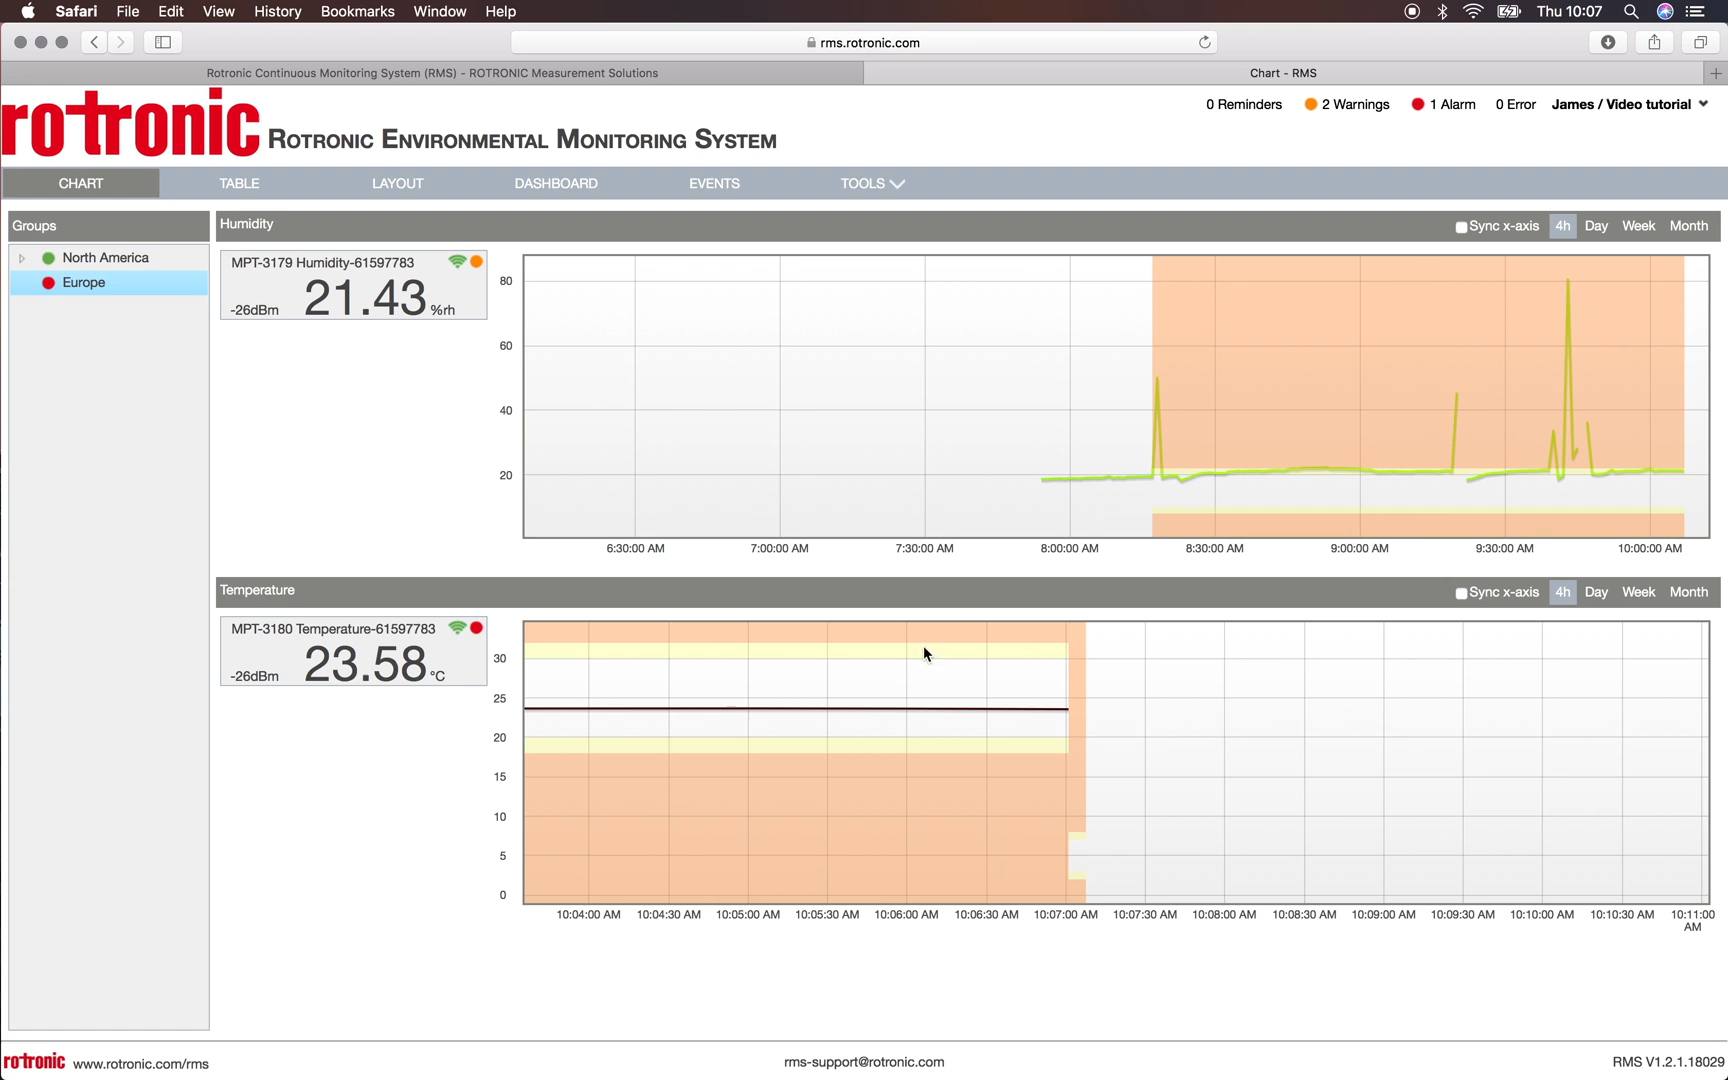 Safari File Edit View History Bookmarks Window Help Thu 10:07
rms.rotronic.com
Rotronic Continuous Monitoring System (RMS) - ROTRONIC Measurement Solutions
Chart - RMS
rotronic ROTRONIC ENVIRONMENTAL MONITORING SYSTEM
0 Reminders 2 Warnings 1 Alarm 0 Error James / Video tutorial
CHART TABLE LAYOUT DASHBOARD EVENTS TOOLS
Groups
North America
Europe
Humidity
Sync x-axis 4h Day Week Month
MPT-3179 Humidity-61597783
-26dBm 21.43 %rh
80
60
40
20
6:30:00 AM 7:00:00 AM 7:30:00 AM 8:00:00 AM 8:30:00 AM 9:00:00 AM 9:30:00 AM 10:00:00 AM
Temperature
Sync x-axis 4h Day Week Month
MPT-3180 Temperature-61597783
-26dBm 23.58 °C
30
25
20
15
10
5
0
10:04:00 AM 10:04:30 AM 10:05:00 AM 10:05:30 AM 10:06:00 AM 10:06:30 AM 10:07:00 AM 10:07:30 AM 10:08:00 AM 10:08:30 AM 10:09:00 AM 10:09:30 AM 10:10:00 AM 10:10:30 AM 10:11:00
AM
rotronic www.rotronic.com/rms
rms-support@rotronic.com
RMS V1.2.1.18029